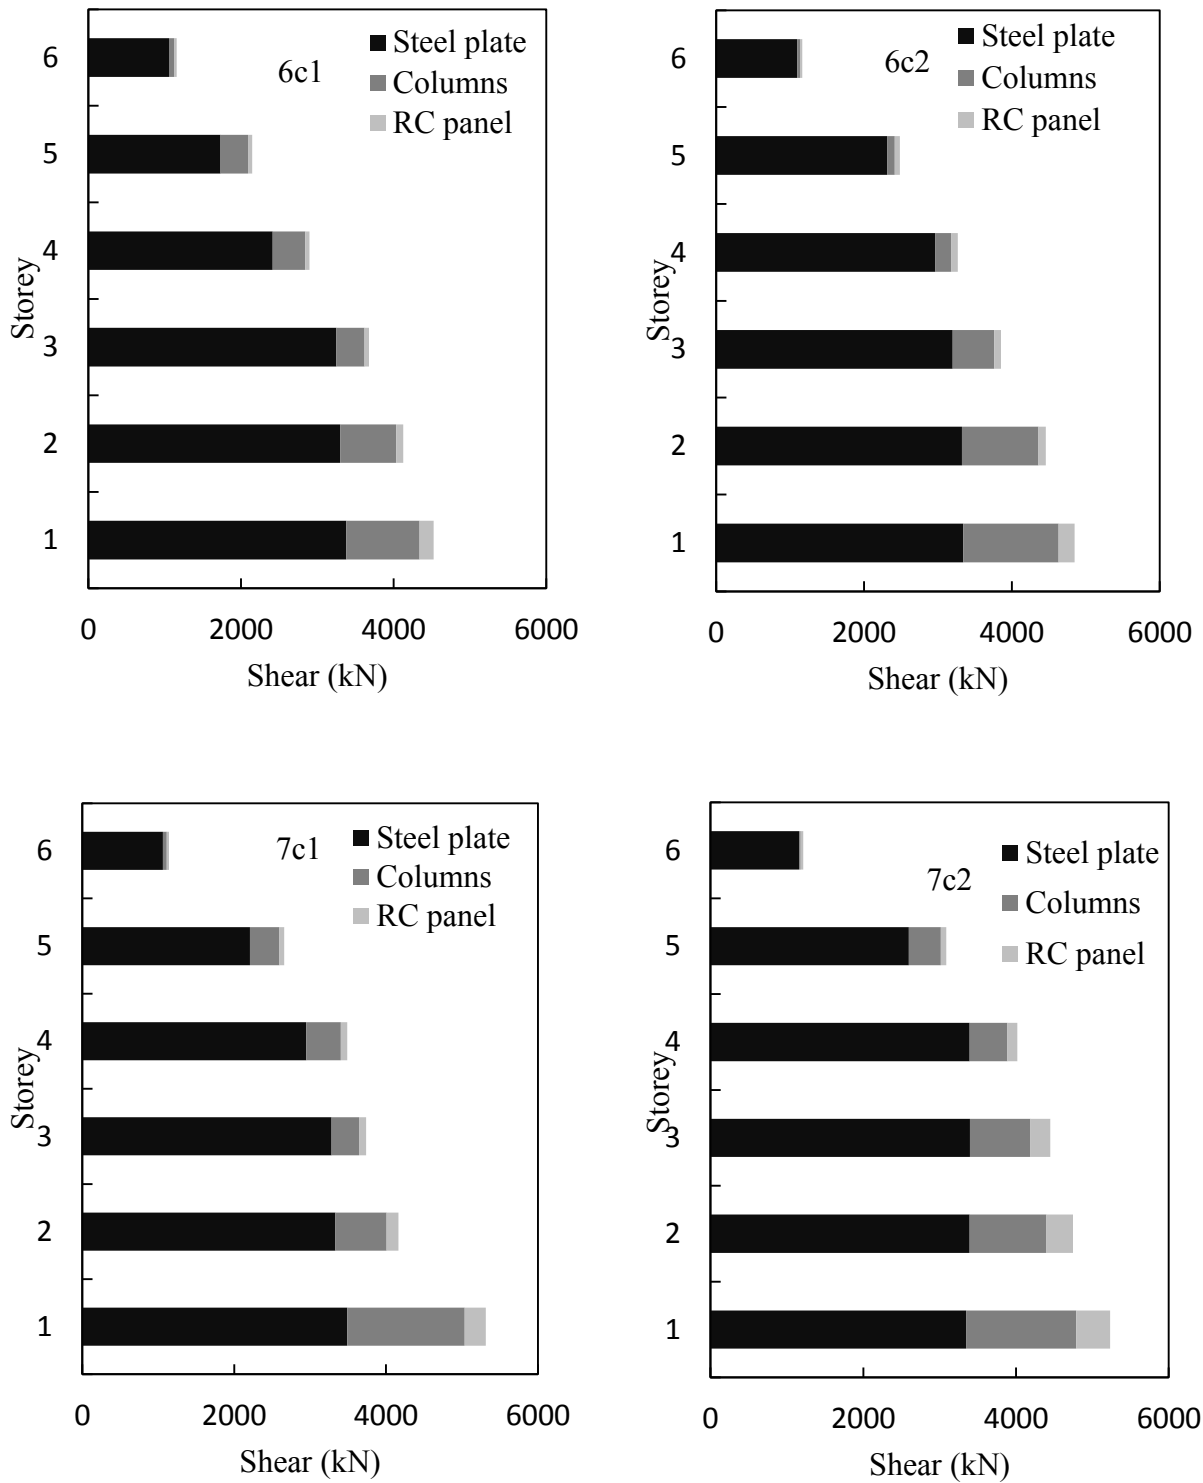 6
5
4
3
2
1
Storey
6c1
Steel plate
Columns
RC panel
0 2000 4000 6000
Shear (kN)
6
5
4
3
2
1
Storey
6c2
Steel plate
Columns
RC panel
0 2000 4000 6000
Shear (kN)
6
5
4
3
2
1
Storey
7c1
Steel plate
Columns
RC panel
0 2000 4000 6000
Shear (kN)
6
5
4
3
2
1
Storey
7c2
Steel plate
Columns
RC panel
0 2000 4000 6000
Shear (kN)